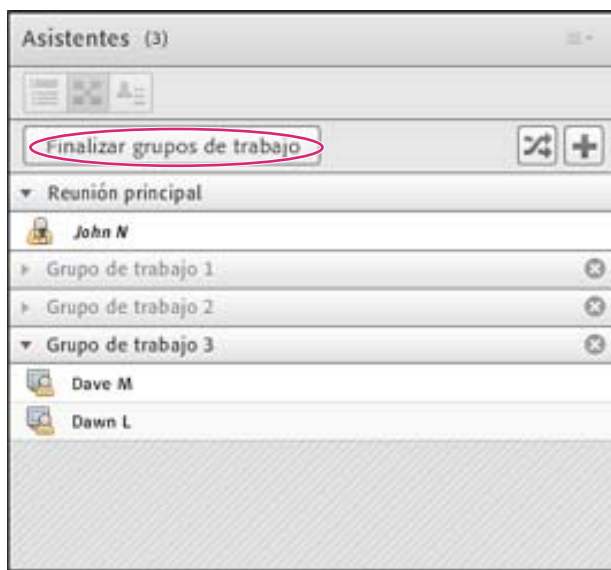 Asistentes (3)
Finalizar grupos de trabajo
Reunión principal
John N
Grupo de trabajo 1
Grupo de trabajo 2
Grupo de trabajo 3
Dave M
Dawn L